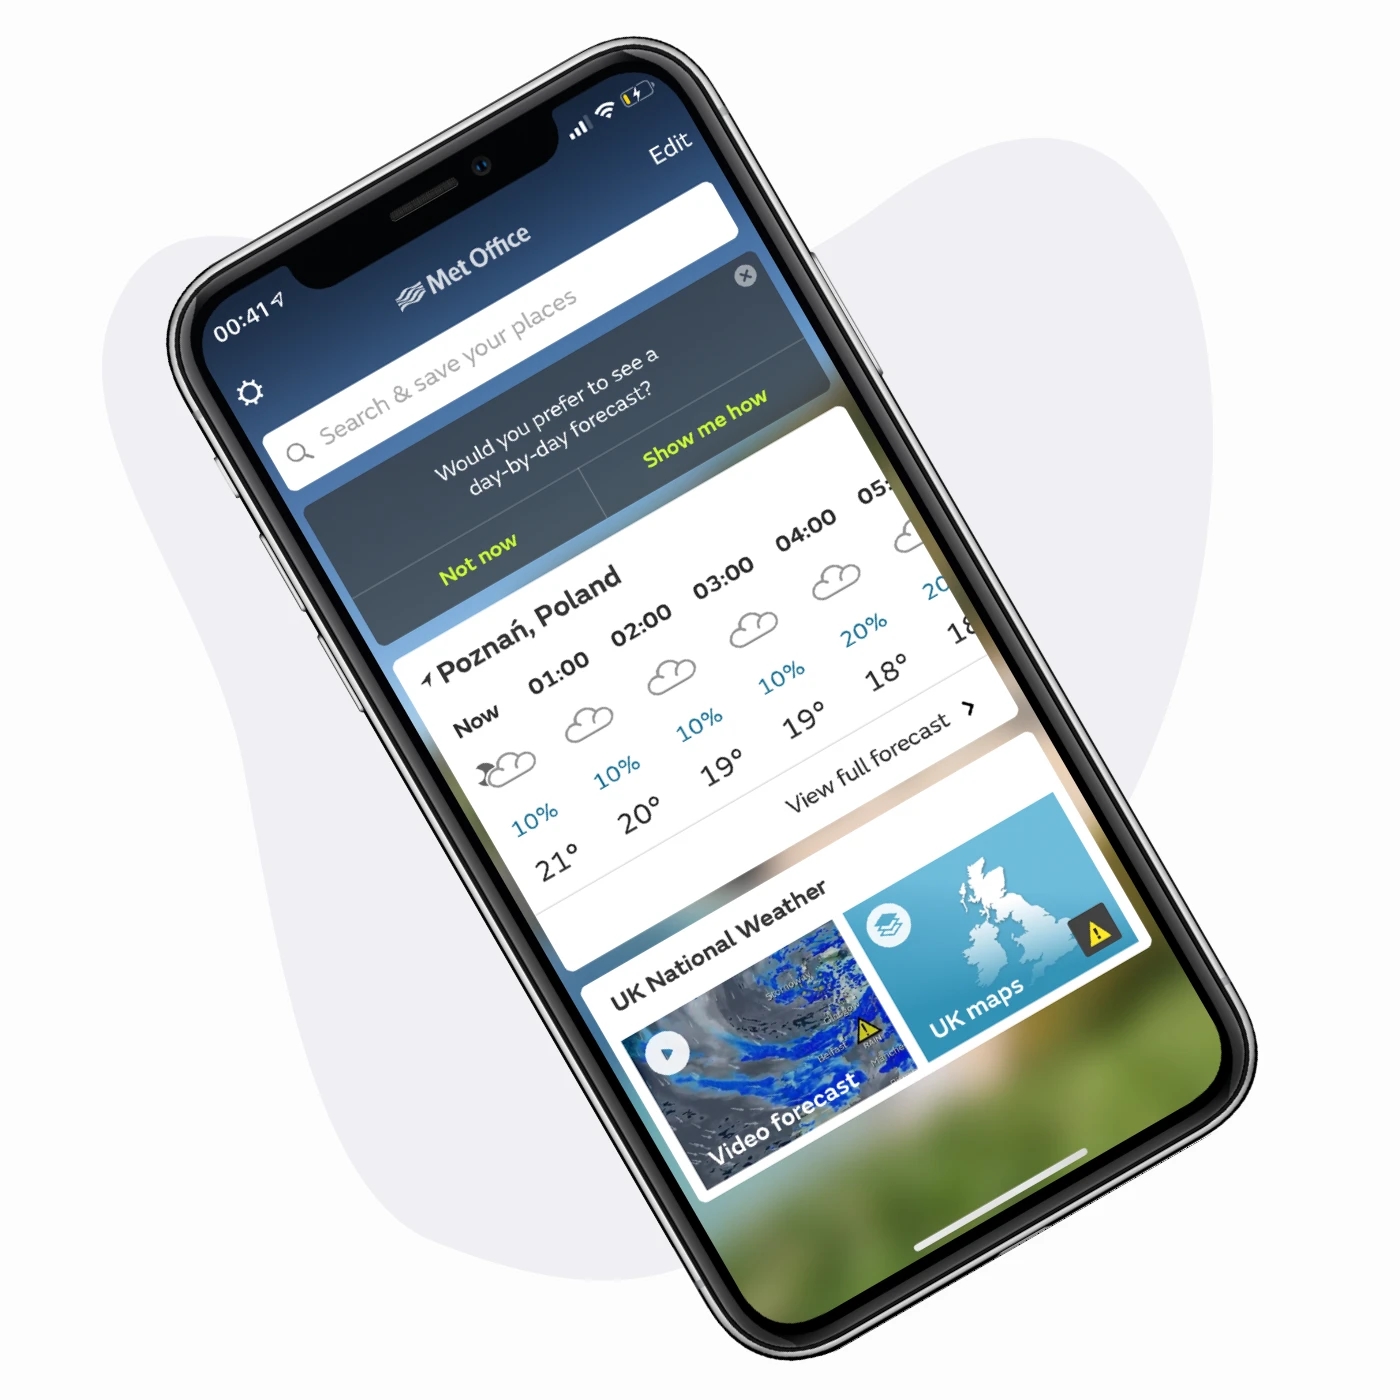 00:41
Edit
Met Office
Search & save your places
Would you prefer to see a
day-by-day forecast?
Not now
Show me how
Poznań, Poland
Now 01:00 02:00 03:00 04:00 05:
10% 10% 10% 10% 20% 20
21° 20° 19° 19° 18° 18
View full forecast
UK National Weather
Stornoway
Belfast
RAIN
Video forecast
UK maps